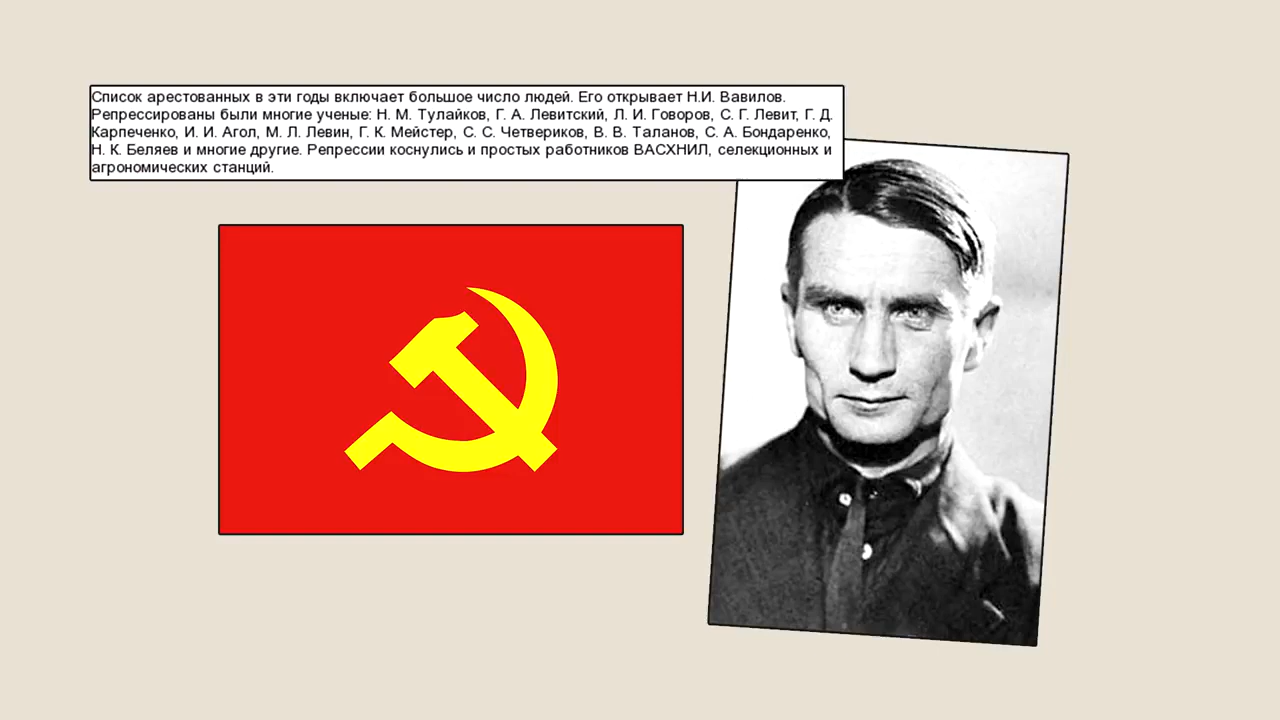 Список арестованных в эти годы включает большое число людей. Его открывает Н.И. Вавилов.
Репрессированы были многие ученые: Н. М. Тулайков, Г. А. Левитский, Л. И. Говоров, С. Г. Левит, Г. Д.
Карпеченко, И. И. Агол, М. Л. Левин, Г. К. Мейстер, С. С. Четвериков, В. В. Таланов, С. А. Бондаренко,
Н. К. Беляев и многие другие. Репрессии коснулись и простых работников ВАСХНИЛ, селекционных и
агрономических станций.